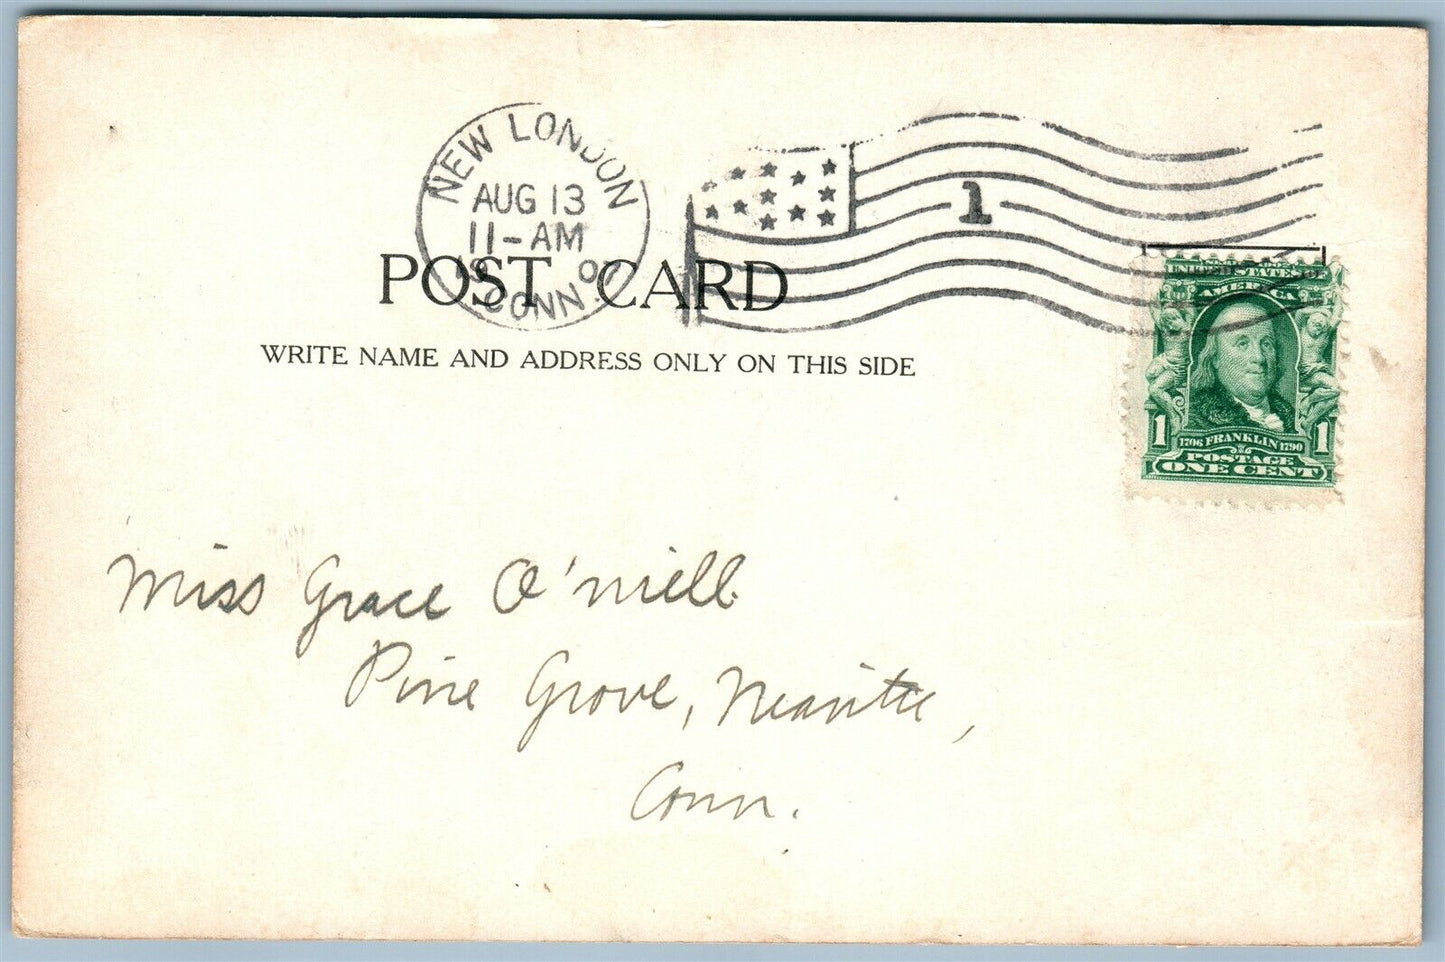 NEW LONDON
AUG 13
11-AM
CONN.
1
POST CARD
WRITE NAME AND ADDRESS ONLY ON THIS SIDE
UNITED STATES OF
AMERICA
1 1706 FRANKLIN 1790 1
POSTAGE
ONE CENT
Miss Grace O'neill
Pine Grove, Niantic,
Conn.